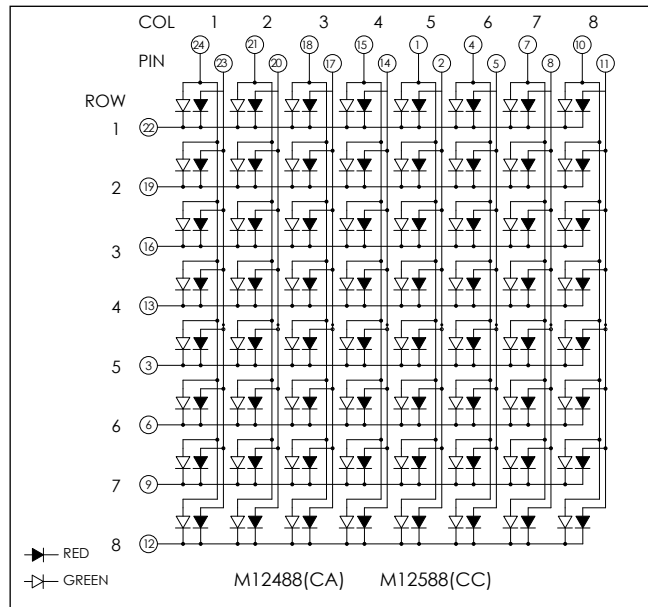 COL 1 2 3 4 5 6 7 8
24 21 18 15 1 4 7 10
PIN 23 20 17 14 2 5 8 11
ROW
1 22
2 19
3 16
4 13
5 3
6 6
7 9
8 12
RED
GREEN
M12488(CA) M12588(CC)